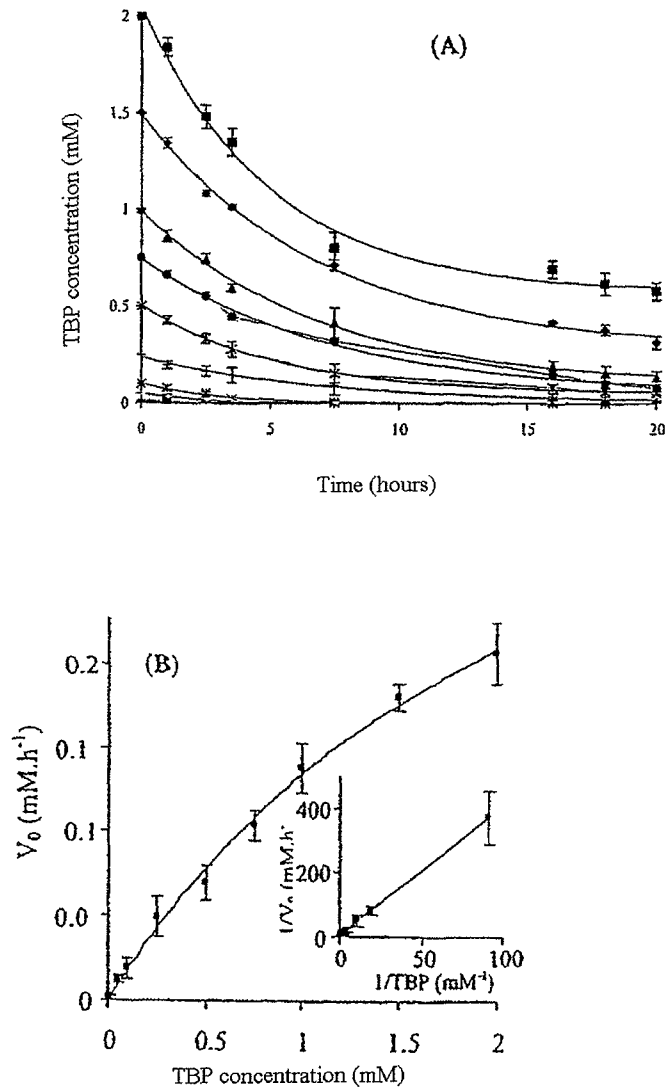 2
(A)
1.5
1
0.5
0
0 5 10 15 20
TBP concentration (mM)
Time (hours)
(B)
0.2
0.1
0.1
0.0
0
V₀ (mM.h⁻¹)
400
200
0
1/V₀ (mM.h⁻
0 50 100
1/TBP (mM⁻¹)
0 0.5 1 1.5 2
TBP concentration (mM)